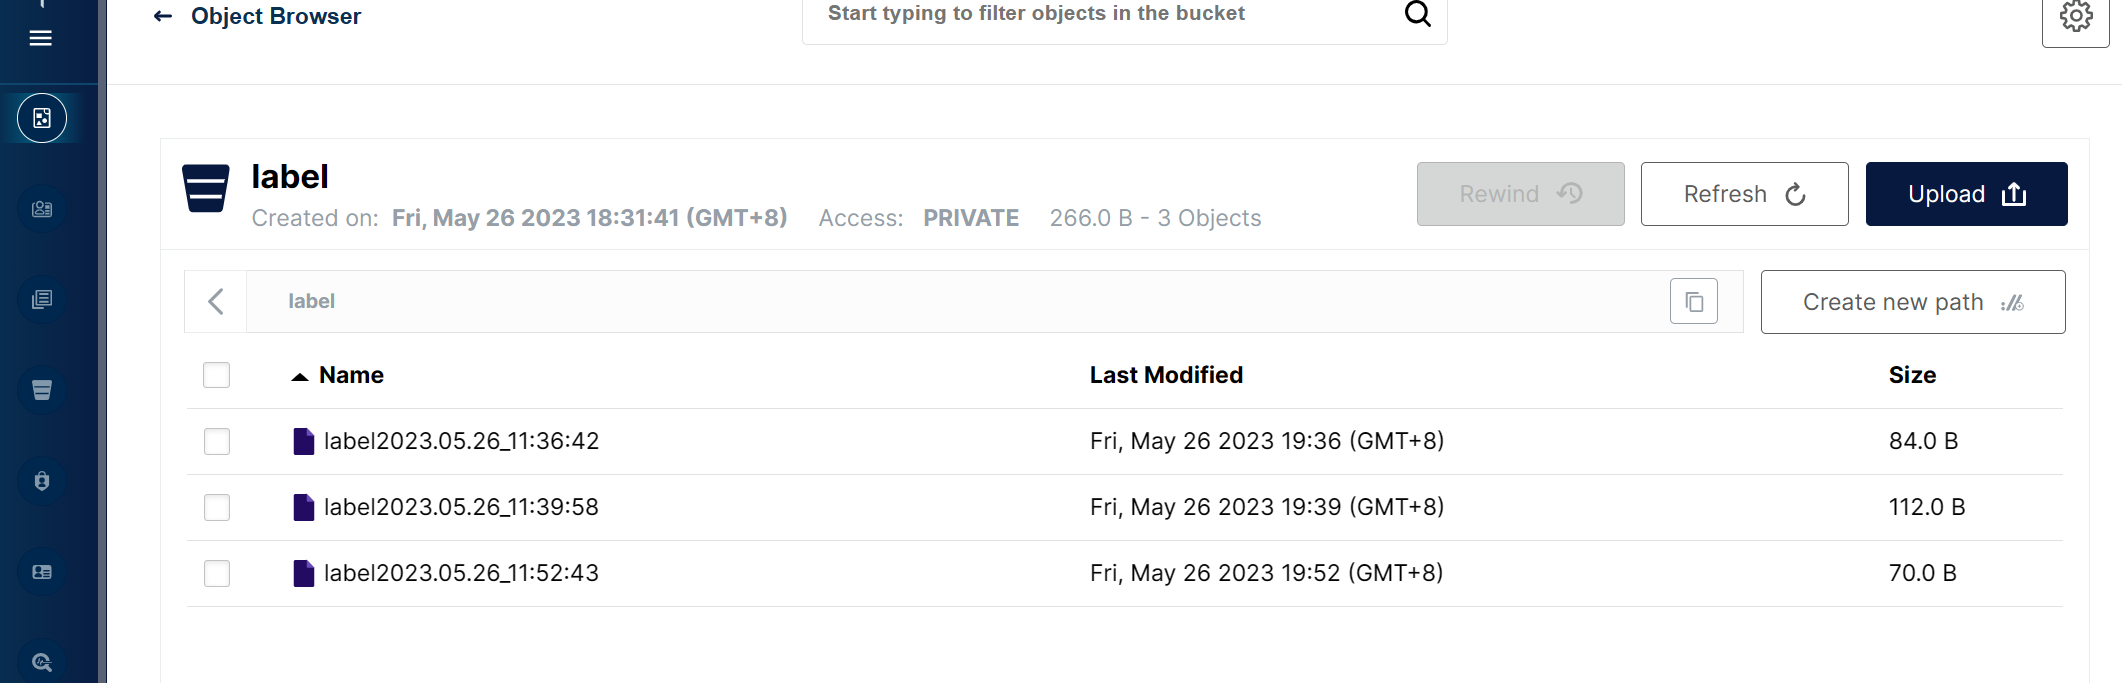 Object Browser
Start typing to filter objects in the bucket
label
Created on: Fri, May 26 2023 18:31:41 (GMT+8) Access: PRIVATE 266.0 B - 3 Objects
Rewind
Refresh
Upload
label
Create new path
Name Last Modified Size
label2023.05.26_11:36:42 Fri, May 26 2023 19:36 (GMT+8) 84.0 B
label2023.05.26_11:39:58 Fri, May 26 2023 19:39 (GMT+8) 112.0 B
label2023.05.26_11:52:43 Fri, May 26 2023 19:52 (GMT+8) 70.0 B